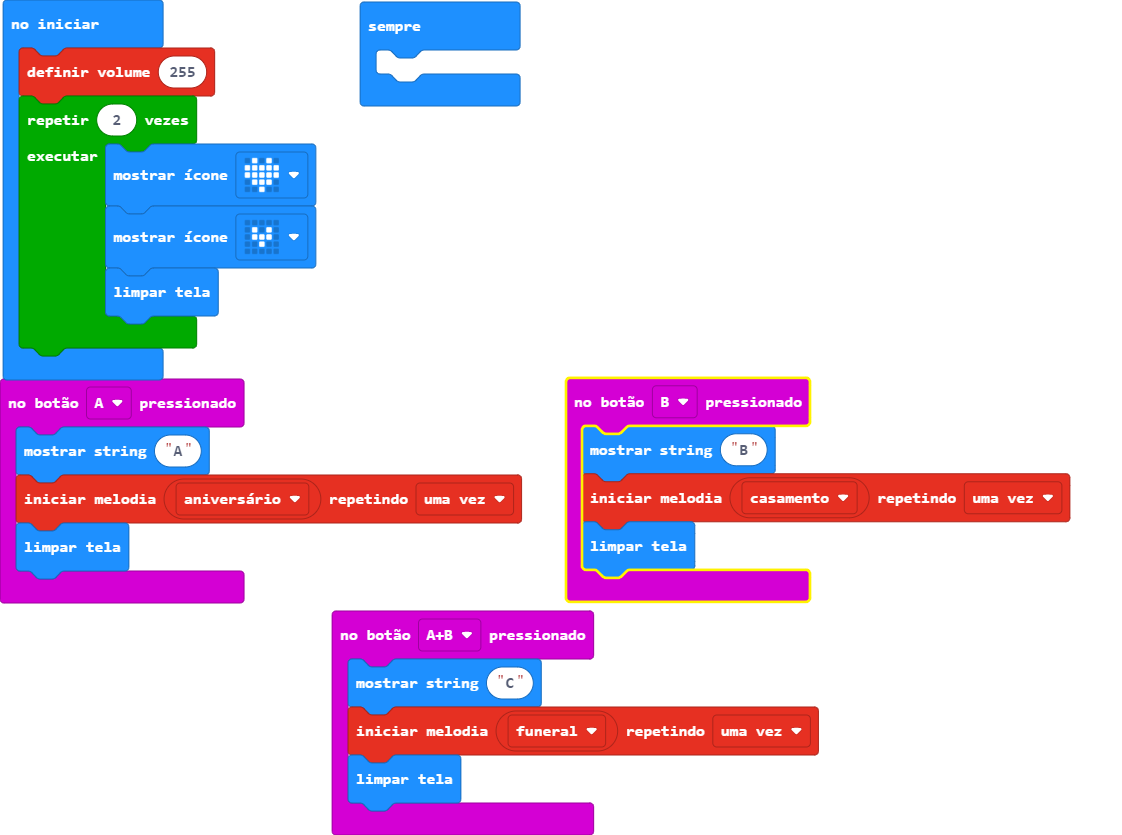 no iniciar
definir volume 255
repetir 2 vezes
executar
mostrar ícone
mostrar ícone
limpar tela
sempre
no botão A pressionado
mostrar string "A"
iniciar melodia aniversário repetindo uma vez
limpar tela
no botão B pressionado
mostrar string "B"
iniciar melodia casamento repetindo uma vez
limpar tela
no botão A+B pressionado
mostrar string "C"
iniciar melodia funeral repetindo uma vez
limpar tela